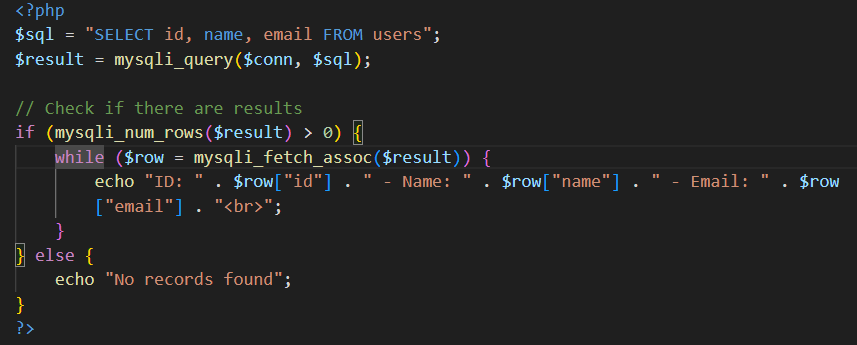 <?php
$sql = "SELECT id, name, email FROM users";
$result = mysqli_query($conn, $sql);
// Check if there are results
if (mysqli_num_rows($result) > 0) {
while ($row = mysqli_fetch_assoc($result)) {
echo "ID: " . $row["id"] . " - Name: " . $row["name"] . " - Email: " . $row
["email"] . "<br>";
}
} else {
echo "No records found";
}
?>